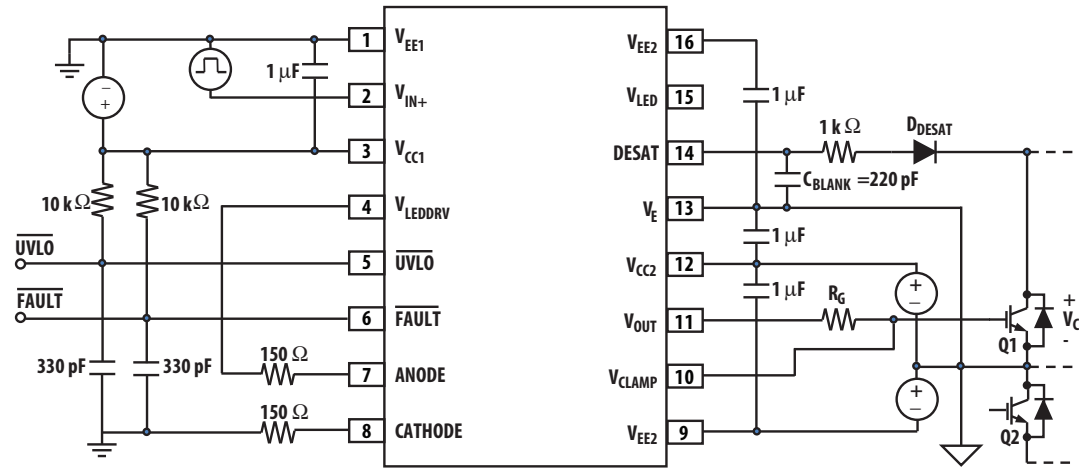 1 V_EE1
1 μF
2 V_IN+
3 V_CC1
10 kΩ 10 kΩ
4 V_LEDDRV
UVLO
5 UVLO
FAULT
6 FAULT
330 pF 330 pF
150 Ω
7 ANODE
150 Ω
8 CATHODE
- +
V_EE2 16
V_LED 15
1 μF
1 kΩ D_DESAT
DESAT 14
C_BLANK =220 pF
V_E 13
1 μF
V_CC2 12
1 μF
+ -
R_G
V_OUT 11
Q1
+
V_C
-
V_CLAMP 10
+ -
V_EE2 9
Q2